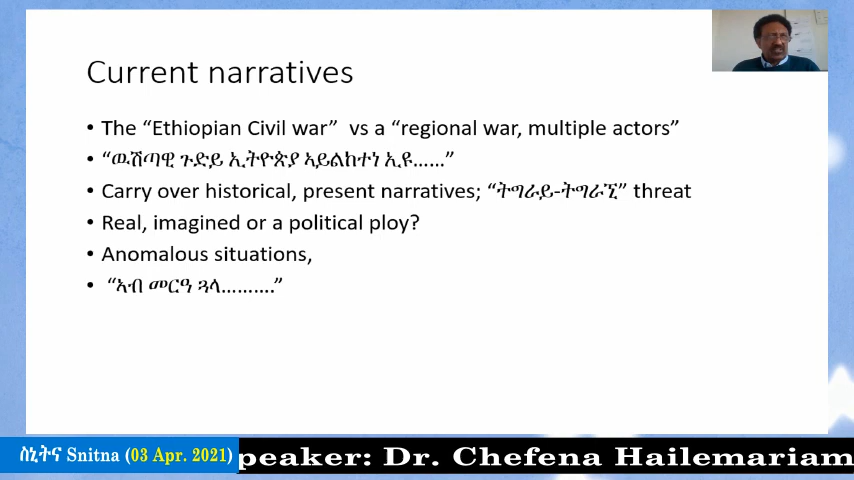 Current narratives
• The “Ethiopian Civil war”  vs a “regional war, multiple actors”
• “ዉሽጣዊ ጉድይ ኢትዮጵያ ኣይልከተነ ኢዩ……”
• Carry over historical, present narratives; “ትግራይ-ትግራኚ” threat
• Real, imagined or a political ploy?
• Anomalous situations,
• “ኣብ መርዓ ጓላ……….”
ስኒትና Snitna (03 Apr. 2021) peaker: Dr. Chefena Hailemariam